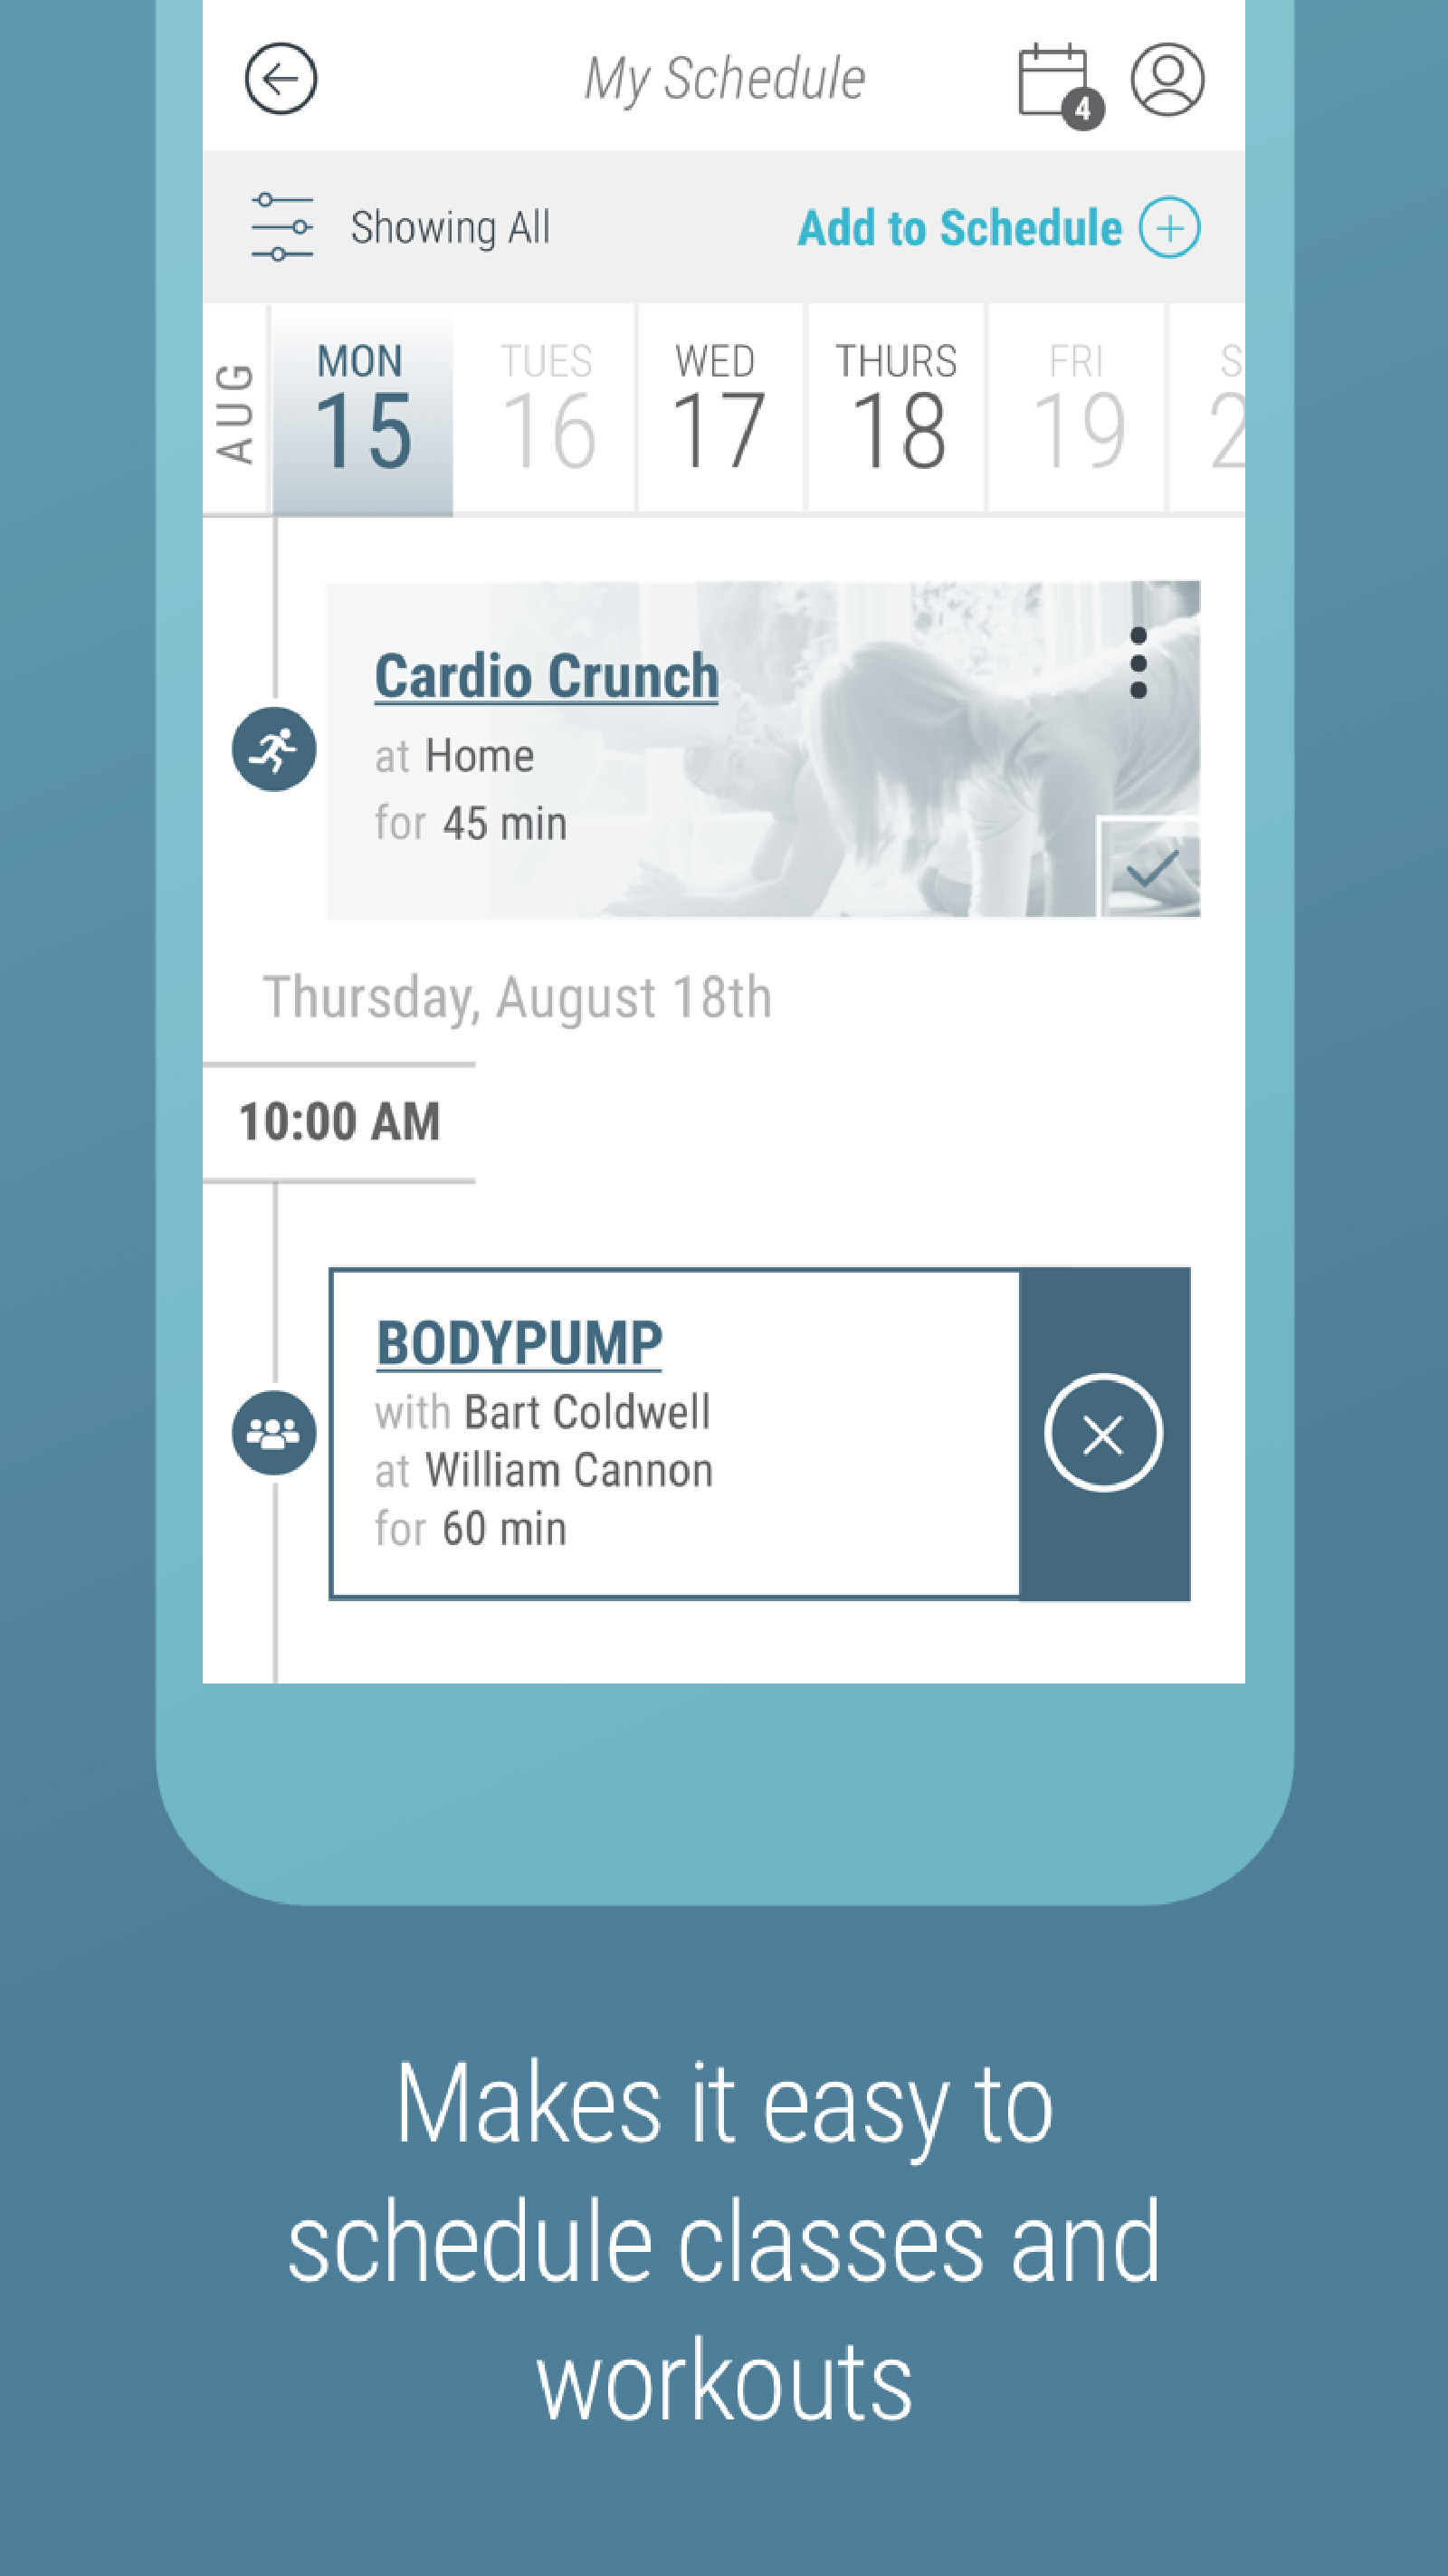 My Schedule
4
Showing All
Add to Schedule
AUG
MON
15
TUES
16
WED
17
THURS
18
FRI
19
S
2
Cardio Crunch
at Home
for 45 min
Thursday, August 18th
10:00 AM
BODYPUMP
with Bart Coldwell
at William Cannon
for 60 min
Makes it easy to
schedule classes and
workouts